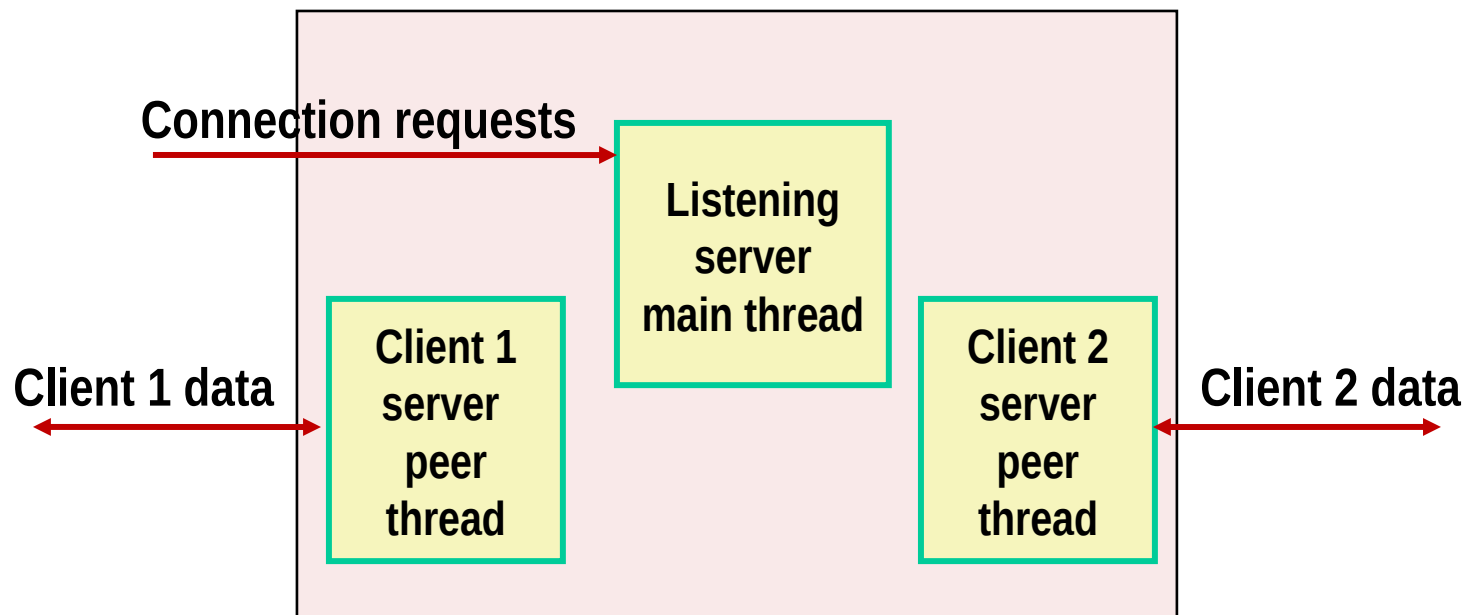 Connection requests
Listening
server
main thread
Client 1
server
peer
thread
Client 2
server
peer
thread
Client 1 data
Client 2 data